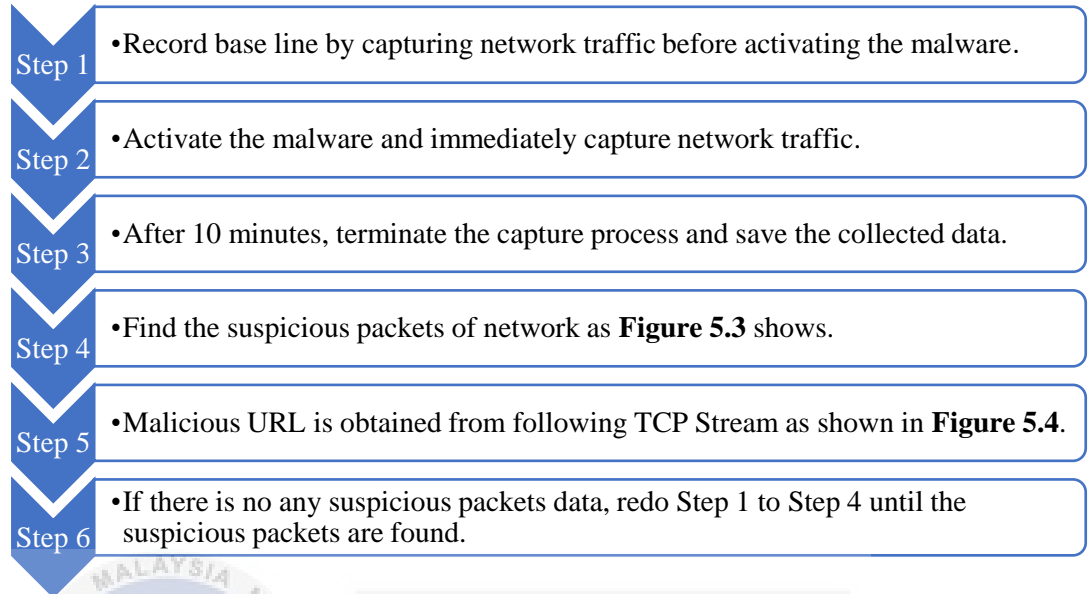 Step 1
•Record base line by capturing network traffic before activating the malware.
Step 2
•Activate the malware and immediately capture network traffic.
Step 3
•After 10 minutes, terminate the capture process and save the collected data.
Step 4
•Find the suspicious packets of network as Figure 5.3 shows.
Step 5
•Malicious URL is obtained from following TCP Stream as shown in Figure 5.4.
Step 6
•If there is no any suspicious packets data, redo Step 1 to Step 4 until the
suspicious packets are found.
MALAYSIA